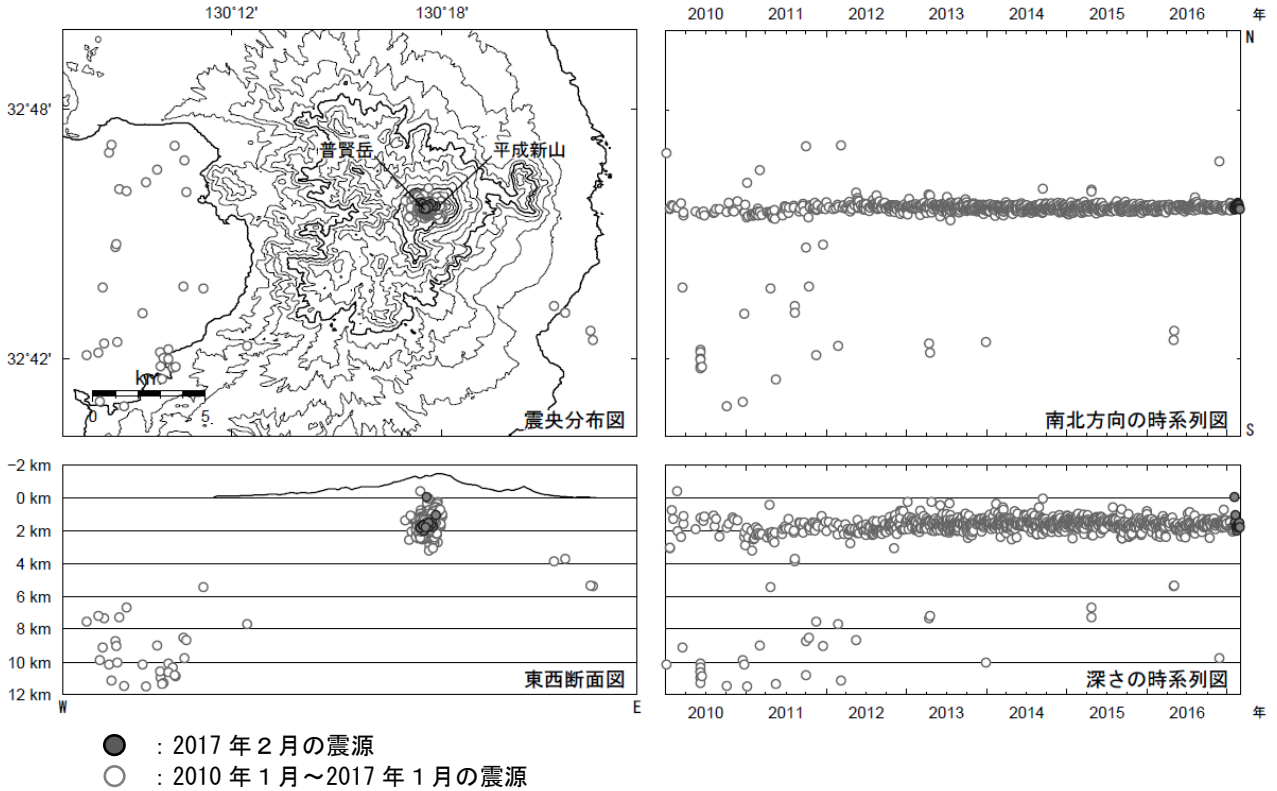 130°12' 130°18'
2010 2011 2012 2013 2014 2015 2016 年
N
32°48'
普賢岳 平成新山
32°42'
km
0 5
震央分布図
南北方向の時系列図
S
-2 km
0 km
2 km
4 km
6 km
8 km
10 km
12 km
東西断面図
深さの時系列図
W E
2010 2011 2012 2013 2014 2015 2016 年
：2017 年２月の震源
：2010 年１月～2017 年１月の震源